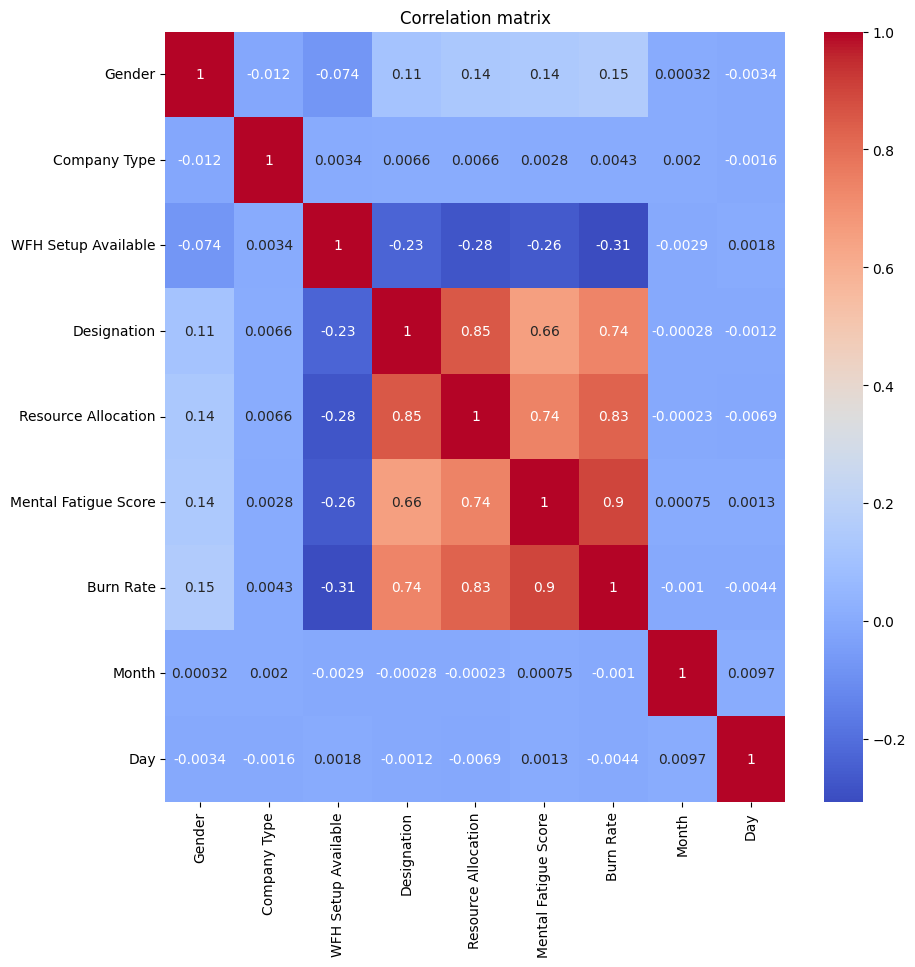 Correlation matrix
Gender 1 -0.012 -0.074 0.11 0.14 0.14 0.15 0.00032 -0.0034
Company Type -0.012 1 0.0034 0.0066 0.0066 0.0028 0.0043 0.002 -0.0016
WFH Setup Available -0.074 0.0034 1 -0.23 -0.28 -0.26 -0.31 -0.0029 0.0018
Designation 0.11 0.0066 -0.23 1 0.85 0.66 0.74 -0.00028 -0.0012
Resource Allocation 0.14 0.0066 -0.28 0.85 1 0.74 0.83 -0.00023 -0.0069
Mental Fatigue Score 0.14 0.0028 -0.26 0.66 0.74 1 0.9 0.00075 0.0013
Burn Rate 0.15 0.0043 -0.31 0.74 0.83 0.9 1 -0.001 -0.0044
Month 0.00032 0.002 -0.0029 -0.00028 -0.00023 0.00075 -0.001 1 0.0097
Day -0.0034 -0.0016 0.0018 -0.0012 -0.0069 0.0013 -0.0044 0.0097 1
Gender
Company Type
WFH Setup Available
Designation
Resource Allocation
Mental Fatigue Score
Burn Rate
Month
Day
1.0
0.8
0.6
0.4
0.2
0.0
−0.2